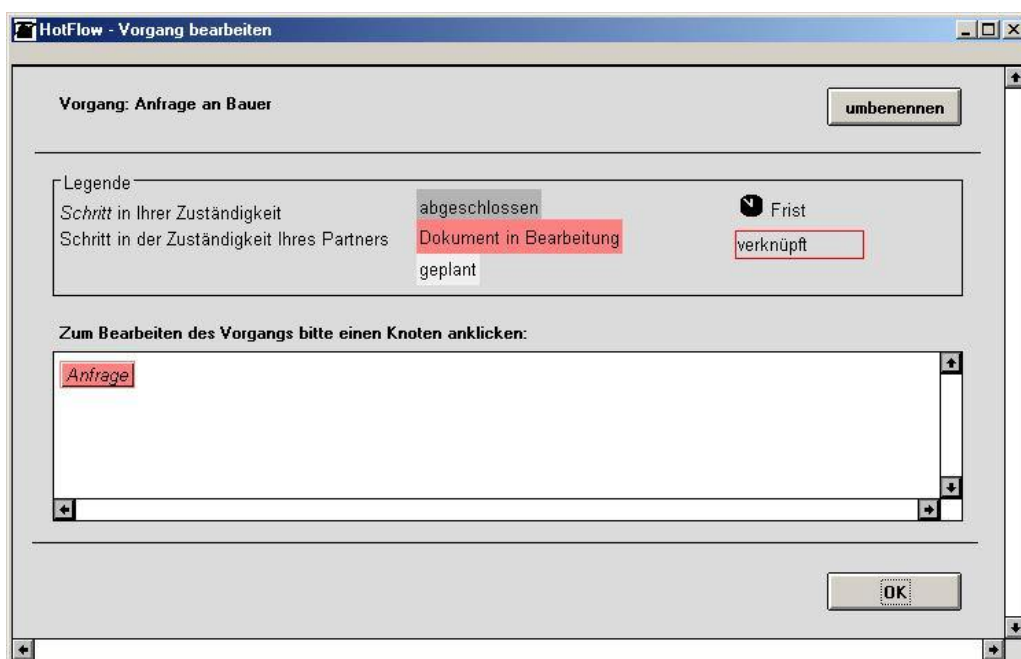 HotFlow - Vorgang bearbeiten
Vorgang: Anfrage an Bauer
umbenennen
Legende
Schritt in Ihrer Zuständigkeit
abgeschlossen
Frist
Schritt in der Zuständigkeit Ihres Partners
Dokument in Bearbeitung
verknüpft
geplant
Zum Bearbeiten des Vorgangs bitte einen Knoten anklicken:
Anfrage
OK